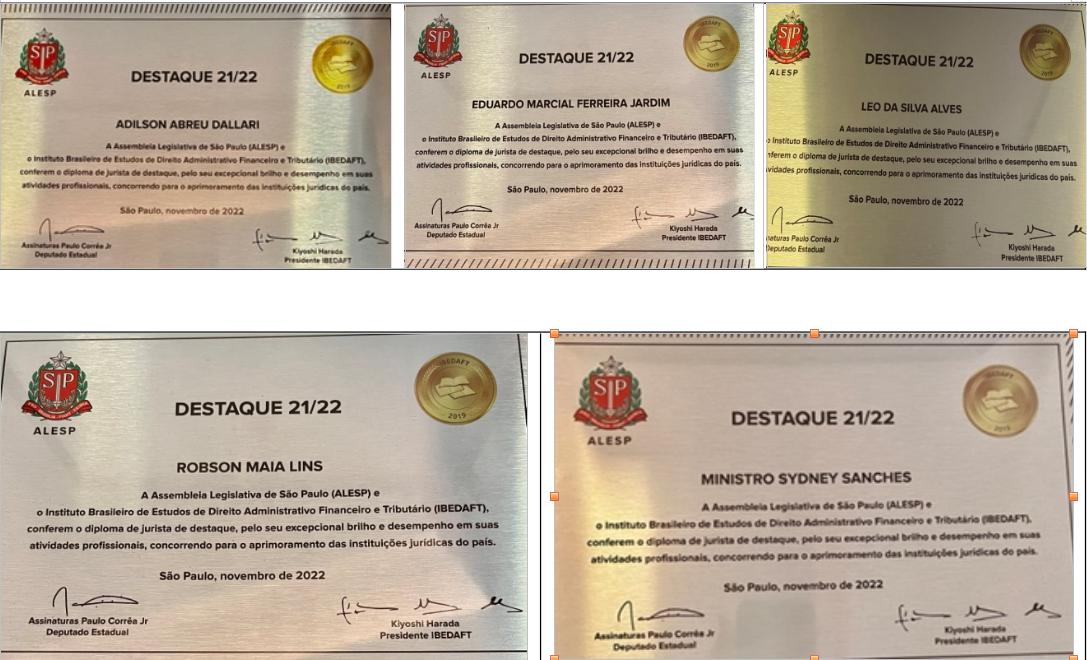 SP
ALESP
IBEDAFT
2019
DESTAQUE 21/22
ADILSON ABREU DALLARI
A Assembleia Legislativa de São Paulo (ALESP) e
o Instituto Brasileiro de Estudos de Direito Administrativo Financeiro e Tributário (IBEDAFT),
conferem o diploma de jurista de destaque, pelo seu excepcional brilho e desempenho em suas
atividades profissionais, concorrendo para o aprimoramento das instituições jurídicas do país.
São Paulo, novembro de 2022
Assinaturas Paulo Corrêa Jr
Deputado Estadual
Kiyoshi Harada
Presidente IBEDAFT
SP
ALESP
IBEDAFT
2019
DESTAQUE 21/22
EDUARDO MARCIAL FERREIRA JARDIM
A Assembleia Legislativa de São Paulo (ALESP) e
o Instituto Brasileiro de Estudos de Direito Administrativo Financeiro e Tributário (IBEDAFT),
conferem o diploma de jurista de destaque, pelo seu excepcional brilho e desempenho em suas
atividades profissionais, concorrendo para o aprimoramento das instituições jurídicas do país.
São Paulo, novembro de 2022
Assinaturas Paulo Corrêa Jr
Deputado Estadual
Kiyoshi Harada
Presidente IBEDAFT
SP
ALESP
IBEDAFT
2019
DESTAQUE 21/22
LEO DA SILVA ALVES
A Assembleia Legislativa de São Paulo (ALESP) e
o Instituto Brasileiro de Estudos de Direito Administrativo Financeiro e Tributário (IBEDAFT),
nferem o diploma de jurista de destaque, pelo seu excepcional brilho e desempenho em suas
vidades profissionais, concorrendo para o aprimoramento das instituições jurídicas do país.
São Paulo, novembro de 2022
naturas Paulo Corrêa Jr
Deputado Estadual
Kiyoshi Harada
Presidente IBEDAFT
SP
ALESP
IBEDAFT
2019
DESTAQUE 21/22
ROBSON MAIA LINS
A Assembleia Legislativa de São Paulo (ALESP) e
o Instituto Brasileiro de Estudos de Direito Administrativo Financeiro e Tributário (IBEDAFT),
conferem o diploma de jurista de destaque, pelo seu excepcional brilho e desempenho em suas
atividades profissionais, concorrendo para o aprimoramento das instituições jurídicas do país.
São Paulo, novembro de 2022
Assinaturas Paulo Corrêa Jr
Deputado Estadual
Kiyoshi Harada
Presidente IBEDAFT
SP
ALESP
IBEDAFT
2019
DESTAQUE 21/22
MINISTRO SYDNEY SANCHES
A Assembleia Legislativa de São Paulo (ALESP) e
o Instituto Brasileiro de Estudos de Direito Administrativo Financeiro e Tributário (IBEDAFT),
conferem o diploma de jurista de destaque, pelo seu excepcional brilho e desempenho em suas
atividades profissionais, concorrendo para o aprimoramento das instituições jurídicas do país.
São Paulo, novembro de 2022
Assinaturas Paulo Corrêa Jr
Deputado Estadual
Kiyoshi Harada
Presidente IBEDAFT